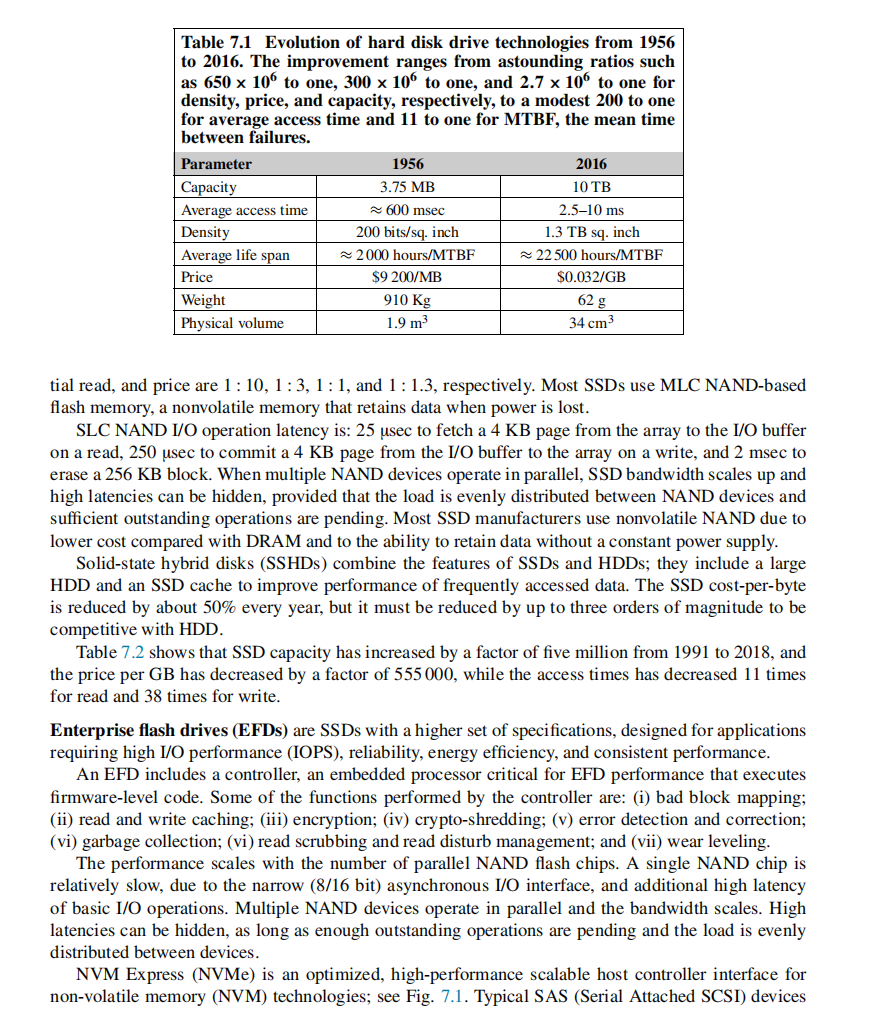 Table 7.1 Evolution of hard disk drive technologies from 1956
to 2016. The improvement ranges from astounding ratios such
as 650 × 10⁶ to one, 300 × 10⁶ to one, and 2.7 × 10⁶ to one for
density, price, and capacity, respectively, to a modest 200 to one
for average access time and 11 to one for MTBF, the mean time
between failures.
Parameter 1956 2016
Capacity 3.75 MB 10 TB
Average access time ≈ 600 msec 2.5–10 ms
Density 200 bits/sq. inch 1.3 TB sq. inch
Average life span ≈ 2 000 hours/MTBF ≈ 22 500 hours/MTBF
Price $9 200/MB $0.032/GB
Weight 910 Kg 62 g
Physical volume 1.9 m³ 34 cm³
tial read, and price are 1 : 10, 1 : 3, 1 : 1, and 1 : 1.3, respectively. Most SSDs use MLC NAND-based
flash memory, a nonvolatile memory that retains data when power is lost.
SLC NAND I/O operation latency is: 25 μsec to fetch a 4 KB page from the array to the I/O buffer
on a read, 250 μsec to commit a 4 KB page from the I/O buffer to the array on a write, and 2 msec to
erase a 256 KB block. When multiple NAND devices operate in parallel, SSD bandwidth scales up and
high latencies can be hidden, provided that the load is evenly distributed between NAND devices and
sufficient outstanding operations are pending. Most SSD manufacturers use nonvolatile NAND due to
lower cost compared with DRAM and to the ability to retain data without a constant power supply.
Solid-state hybrid disks (SSHDs) combine the features of SSDs and HDDs; they include a large
HDD and an SSD cache to improve performance of frequently accessed data. The SSD cost-per-byte
is reduced by about 50% every year, but it must be reduced by up to three orders of magnitude to be
competitive with HDD.
Table 7.2 shows that SSD capacity has increased by a factor of five million from 1991 to 2018, and
the price per GB has decreased by a factor of 555 000, while the access times has decreased 11 times
for read and 38 times for write.
Enterprise flash drives (EFDs) are SSDs with a higher set of specifications, designed for applications
requiring high I/O performance (IOPS), reliability, energy efficiency, and consistent performance.
An EFD includes a controller, an embedded processor critical for EFD performance that executes
firmware-level code. Some of the functions performed by the controller are: (i) bad block mapping;
(ii) read and write caching; (iii) encryption; (iv) crypto-shredding; (v) error detection and correction;
(vi) garbage collection; (vi) read scrubbing and read disturb management; and (vii) wear leveling.
The performance scales with the number of parallel NAND flash chips. A single NAND chip is
relatively slow, due to the narrow (8/16 bit) asynchronous I/O interface, and additional high latency
of basic I/O operations. Multiple NAND devices operate in parallel and the bandwidth scales. High
latencies can be hidden, as long as enough outstanding operations are pending and the load is evenly
distributed between devices.
NVM Express (NVMe) is an optimized, high-performance scalable host controller interface for
non-volatile memory (NVM) technologies; see Fig. 7.1. Typical SAS (Serial Attached SCSI) devices